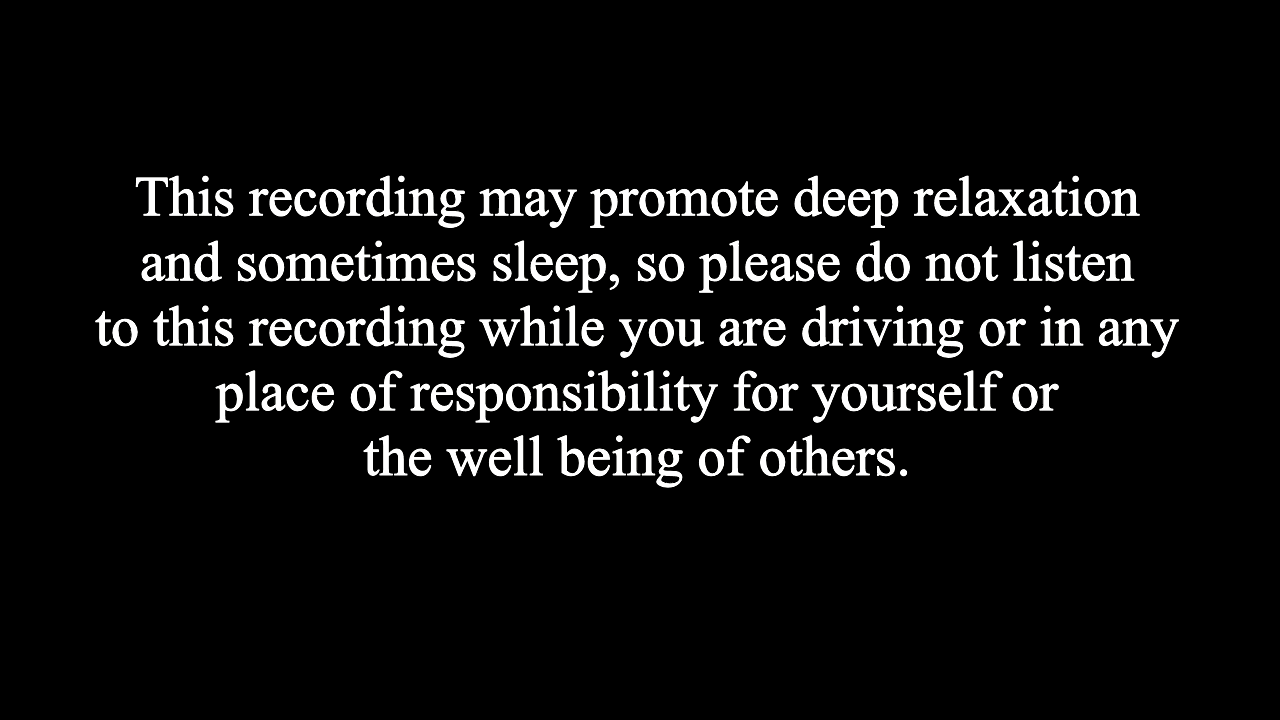 This recording may promote deep relaxation
and sometimes sleep, so please do not listen
to this recording while you are driving or in any
place of responsibility for yourself or
the well being of others.